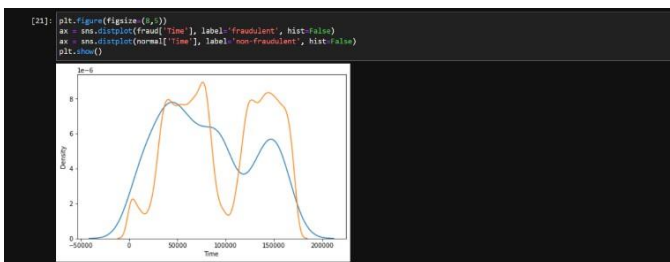 [21]: plt.figure(figsize=(8,5))
ax = sns.distplot(fraud['Time'], label='fraudulent', hist=False)
ax = sns.distplot(normal['Time'], label='non-fraudulent', hist=False)
plt.show()
1e-6
8
6
4
2
0
Density
-50000 0 50000 100000 150000 200000
Time